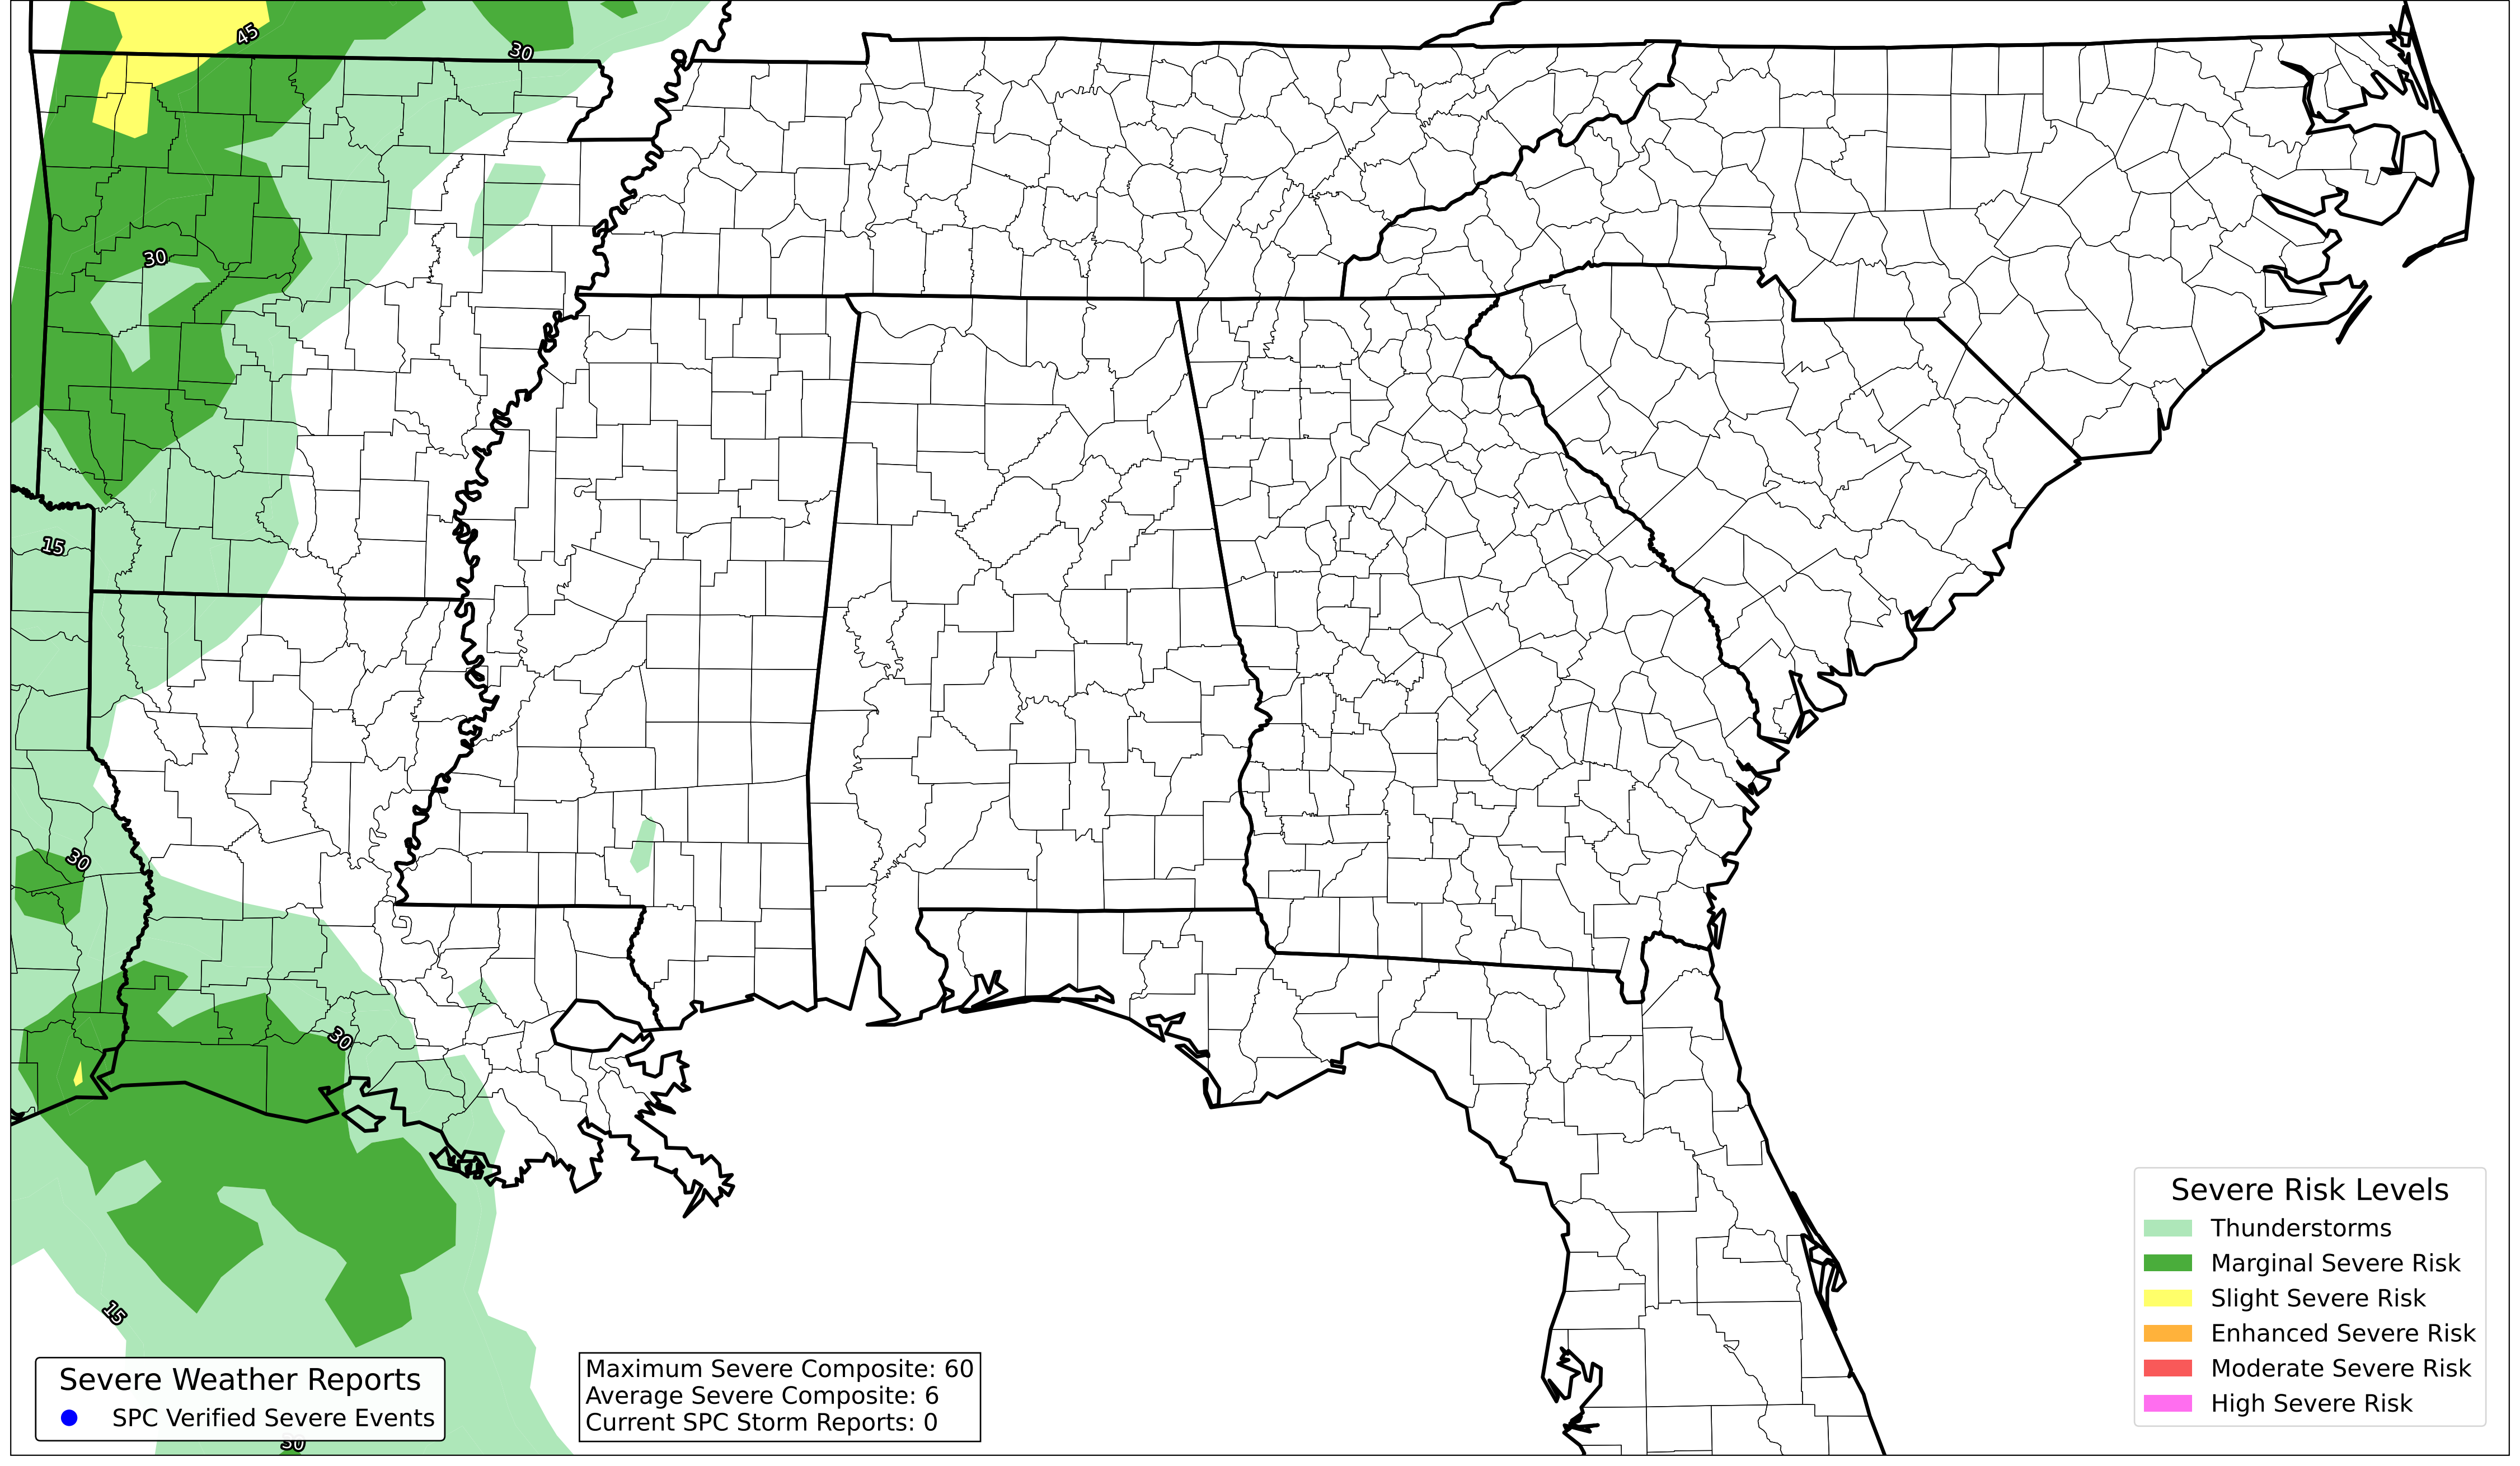 45
30
30
15
30
30
15
30
Severe Weather Reports
SPC Verified Severe Events
Maximum Severe Composite: 60
Average Severe Composite: 6
Current SPC Storm Reports: 0
Severe Risk Levels
Thunderstorms
Marginal Severe Risk
Slight Severe Risk
Enhanced Severe Risk
Moderate Severe Risk
High Severe Risk